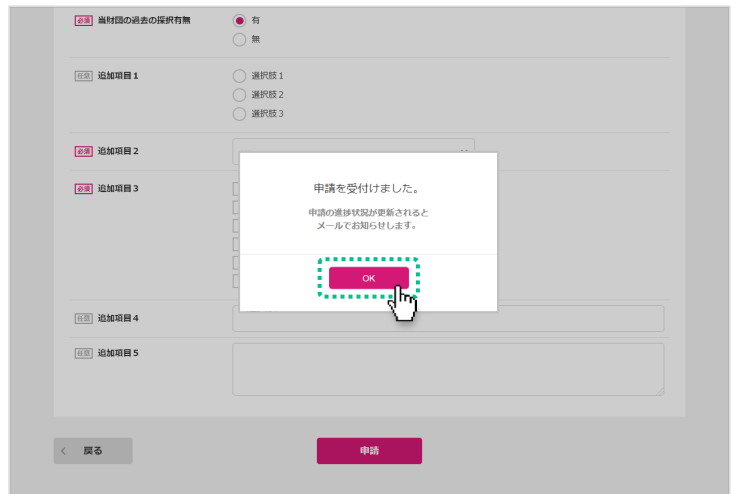 必須 当財団の過去の採択有無
有
無
任意 追加項目1
選択肢1
選択肢2
選択肢3
必須 追加項目2
必須 追加項目3
申請を受付けました。
申請の進捗状況が更新されると
メールでお知らせします。
OK
任意 追加項目4
任意 追加項目5
< 戻る
申請